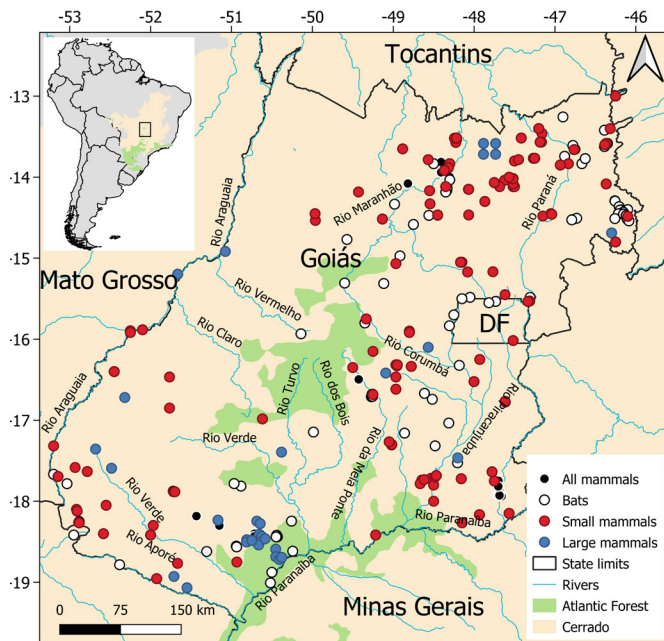 -53 -52 -51 -50 -49 -48 -47 -46
Tocantins
-13
-14
-15
-16
-17
-18
-19
Rio Araguaia
Rio Maranhão
Rio Paraná
Goiás
Mato Grosso
Rio Vermelho
DF
Rio Claro
Rio Corumba
Rio Turvo
Rio dos Bois
Rio Piracanjuba
Rio Araguaia
Rio Verde
Rio da Meia Ponte
Rio Verde
Rio Aporé
Rio Paranaíba
Rio Paranaíba
Minas Gerais
0 75 150 km
All mammals
Bats
Small mammals
Large mammals
State limits
Rivers
Atlantic Forest
Cerrado